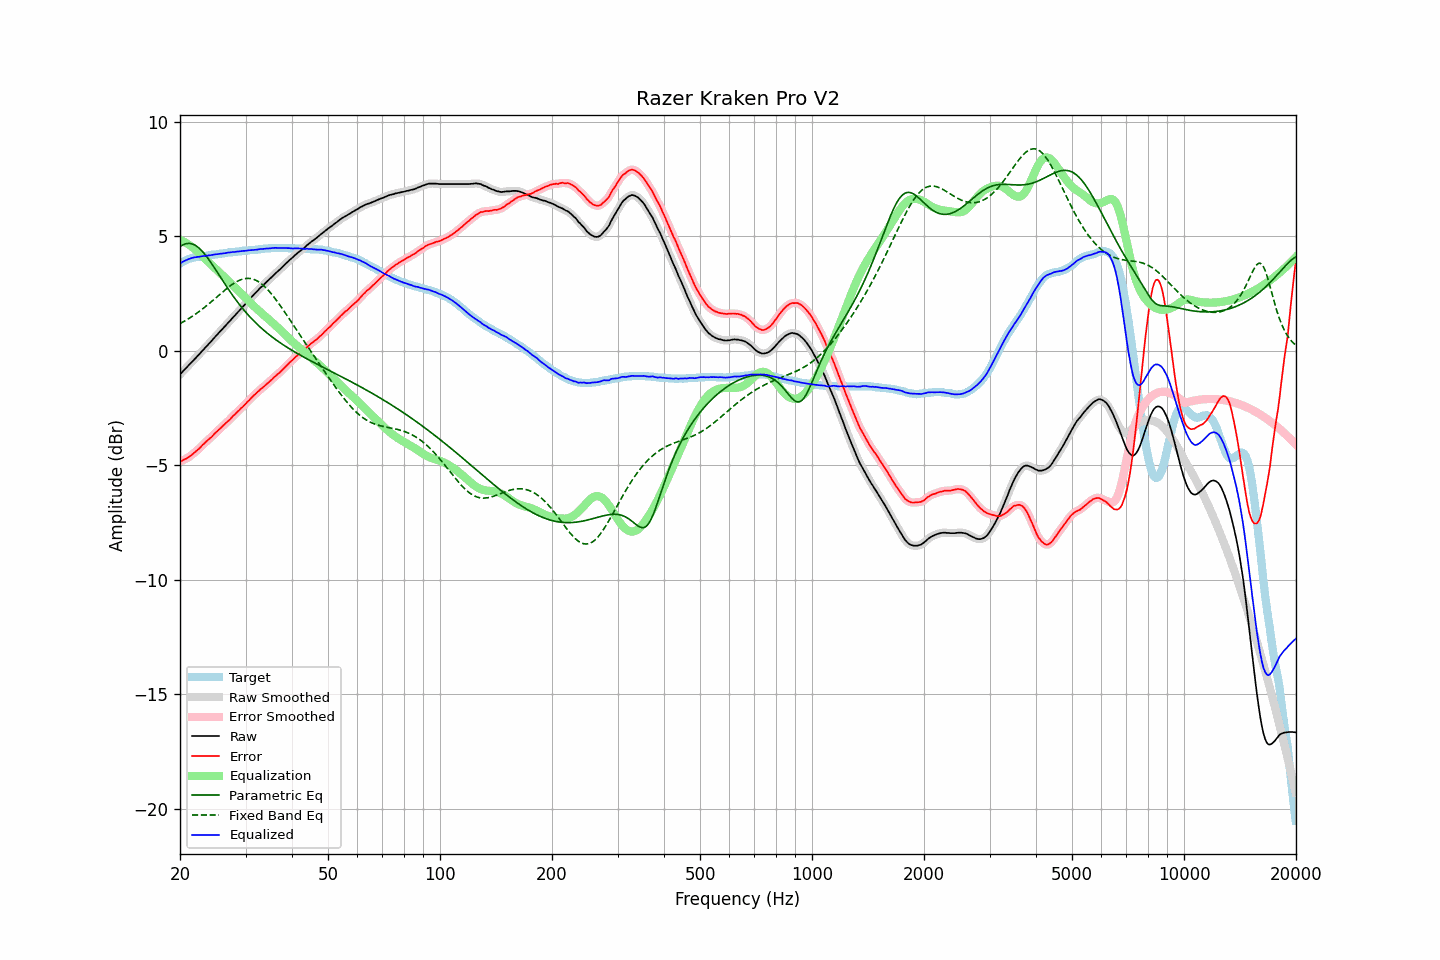 Razer Kraken Pro V2
Amplitude (dBr)
10
5
0
−5
−10
−15
−20
Target
Raw Smoothed
Error Smoothed
Raw
Error
Equalization
Parametric Eq
Fixed Band Eq
Equalized
20 50 100 200 500 1000 2000 5000 10000 20000
Frequency (Hz)